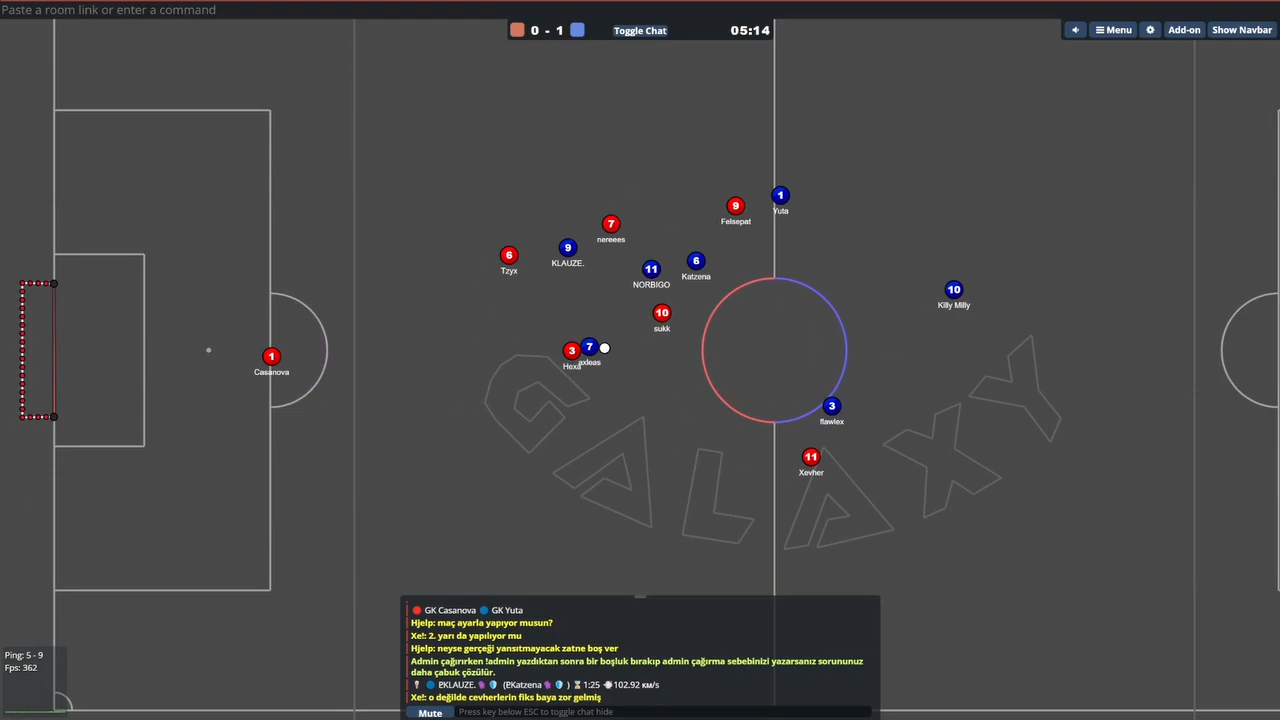 Paste a room link or enter a command
0 - 1
Toggle Chat
05:14
Menu
Add-on
Show Navbar
1
Yuta
9
Felsepat
7
nereees
6
Tzyx
9
KLAUZE.
11
NORBIGO
6
Katzena
10
Killy Milly
10
sukk
3
Hexa
7
axleas
1
Casanova
3
flawlex
11
Xevher
GALAXY
GK Casanova GK Yuta
Hjelp: maç ayarla yapıyor musun?
Xe!: 2. yarı da yapılıyor mu
Hjelp: neyse gerçeği yansıtmayacak zatne boş ver
Admin çağırırken !admin yazdıktan sonra bir boşluk bırakıp admin çağırma sebebinizi yazarsanız sorununuz
daha çabuk çözülür.
KLAUZE. ( Katzena ) 1:25 102.92 ᴋᴍ/s
Xe!: o değilde cevherlerin fiks baya zor gelmiş
Ping: 5 - 9
Fps: 362
Mute
Press key below ESC to toggle chat hide